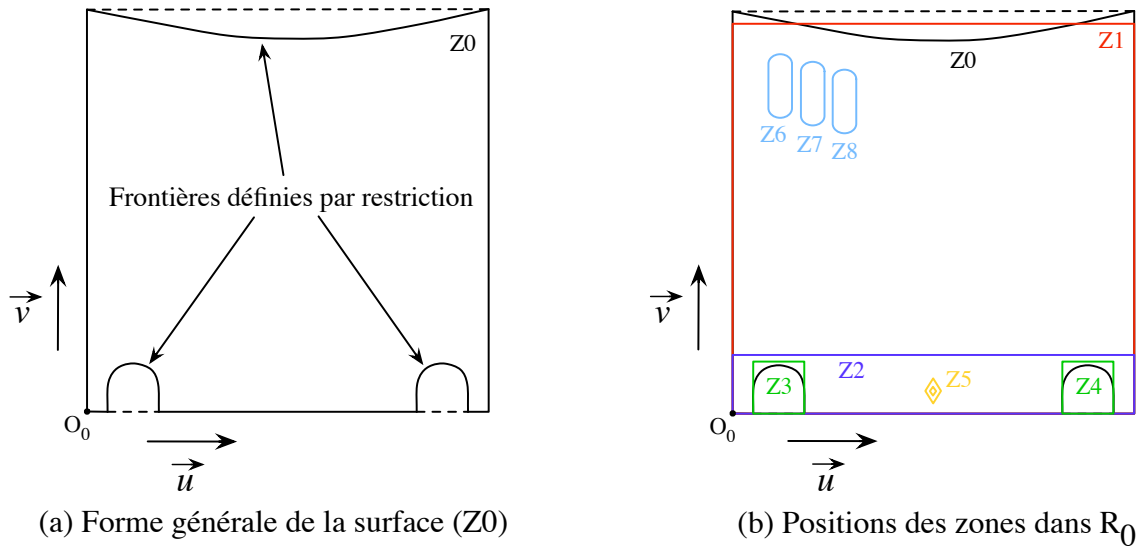 Z0
Frontières définies par restriction
v
O0
u
(a) Forme générale de la surface (Z0)
Z1
Z0
Z6
Z7
Z8
v
Z2
Z3
Z5
Z4
O0
u
(b) Positions des zones dans R0